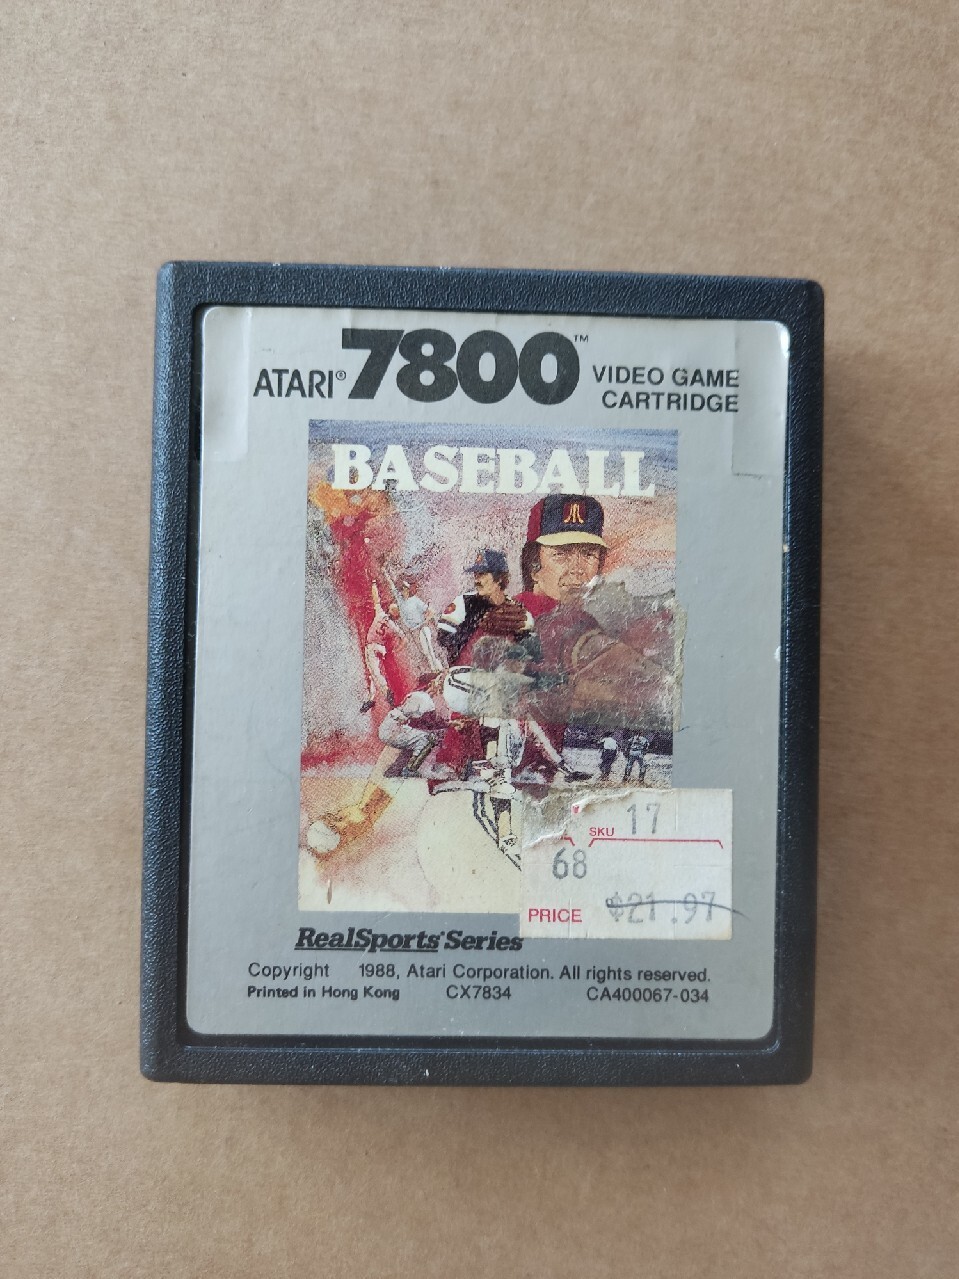 ATARI® 7800™ VIDEO GAME
CARTRIDGE
BASEBALL
SKU 17
68
PRICE $21.97
RealSports Series
Copyright 1988, Atari Corporation. All rights reserved.
Printed in Hong Kong CX7834 CA400067-034